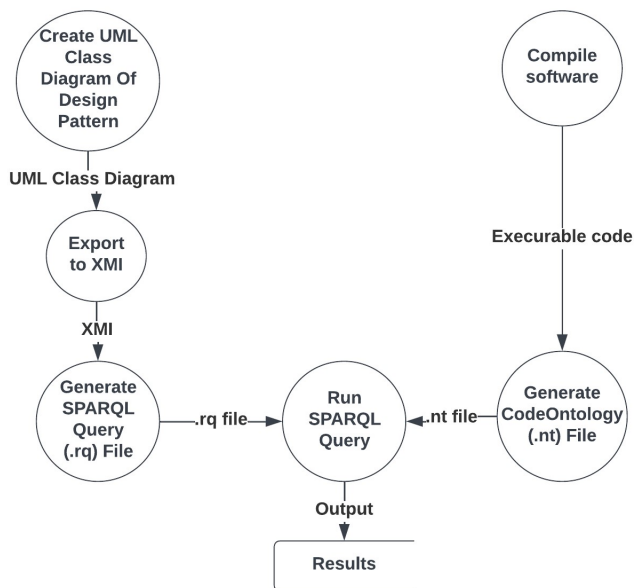 Create UML
Class
Diagram Of
Design
Pattern
Compile
software
UML Class Diagram
Executable code
Export
to XMI
XMI
Generate
SPARQL
Query
(.rq) File
.rq file
Run
SPARQL
Query
.nt file
Generate
CodeOntology
(.nt) File
Output
Results